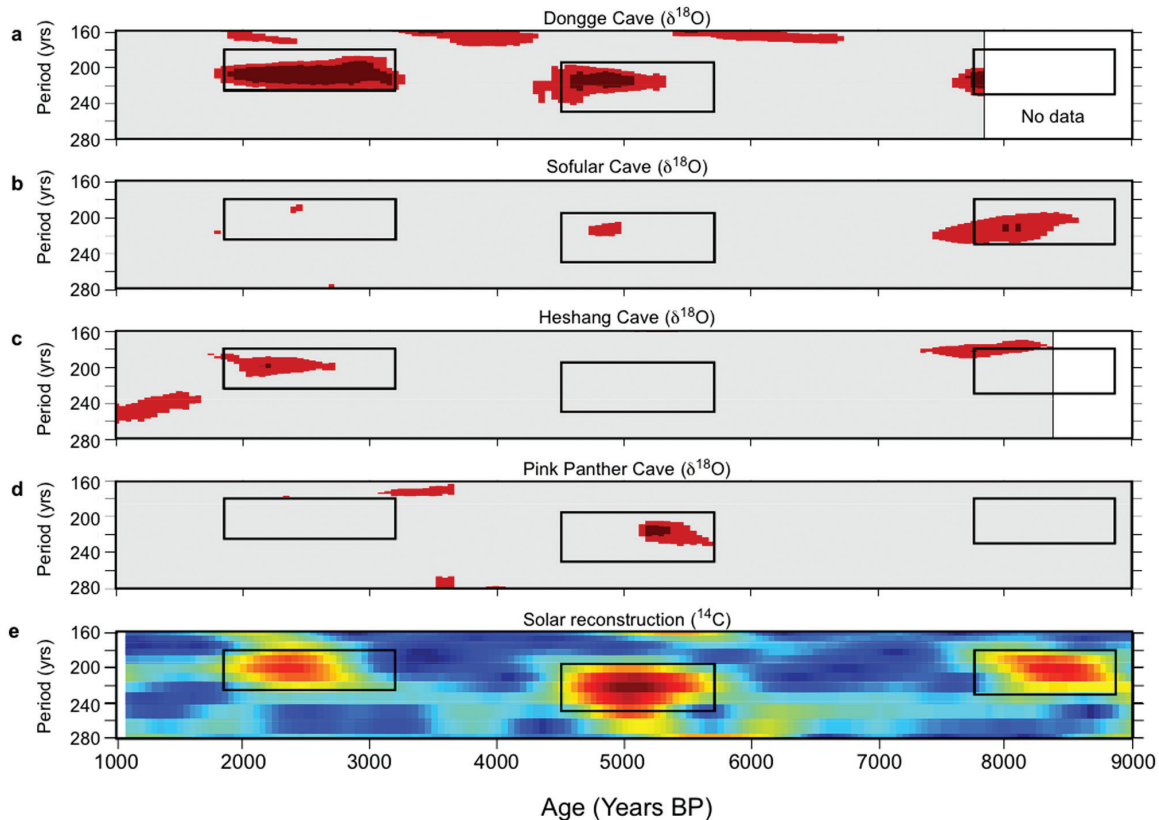 Dongge Cave (δ18O)
a
Period (yrs)
160
200
240
280
No data
Sofular Cave (δ18O)
b
Period (yrs)
160
200
240
280
Heshang Cave (δ18O)
c
Period (yrs)
160
200
240
280
Pink Panther Cave (δ18O)
d
Period (yrs)
160
200
240
280
Solar reconstruction (14C)
e
Period (yrs)
160
200
240
280
1000 2000 3000 4000 5000 6000 7000 8000 9000
Age (Years BP)